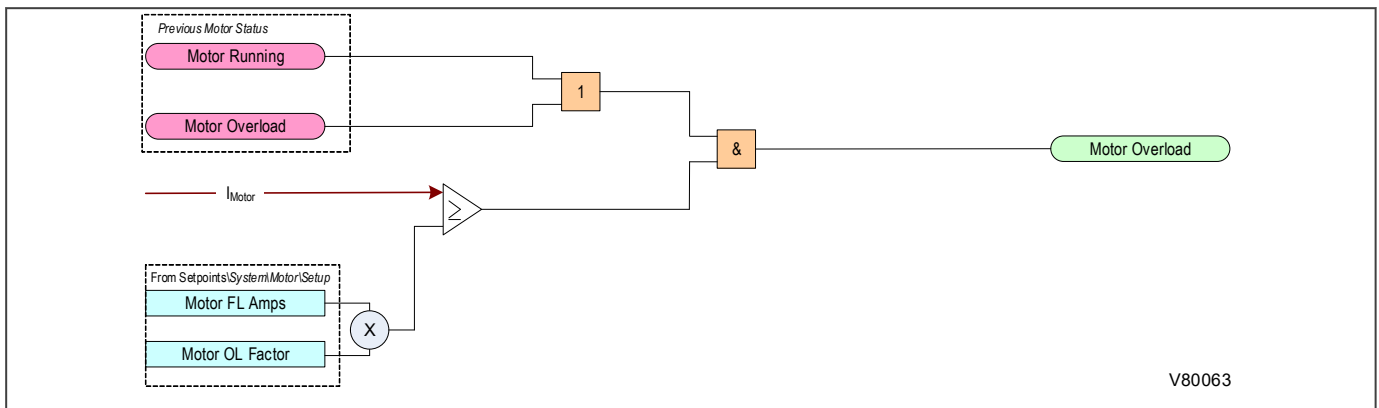 Previous Motor Status
Motor Running
1
Motor Overload
&
Motor Overload
IMotor
≥
From Setpoints\System\Motor\Setup
Motor FL Amps
X
Motor OL Factor
V80063